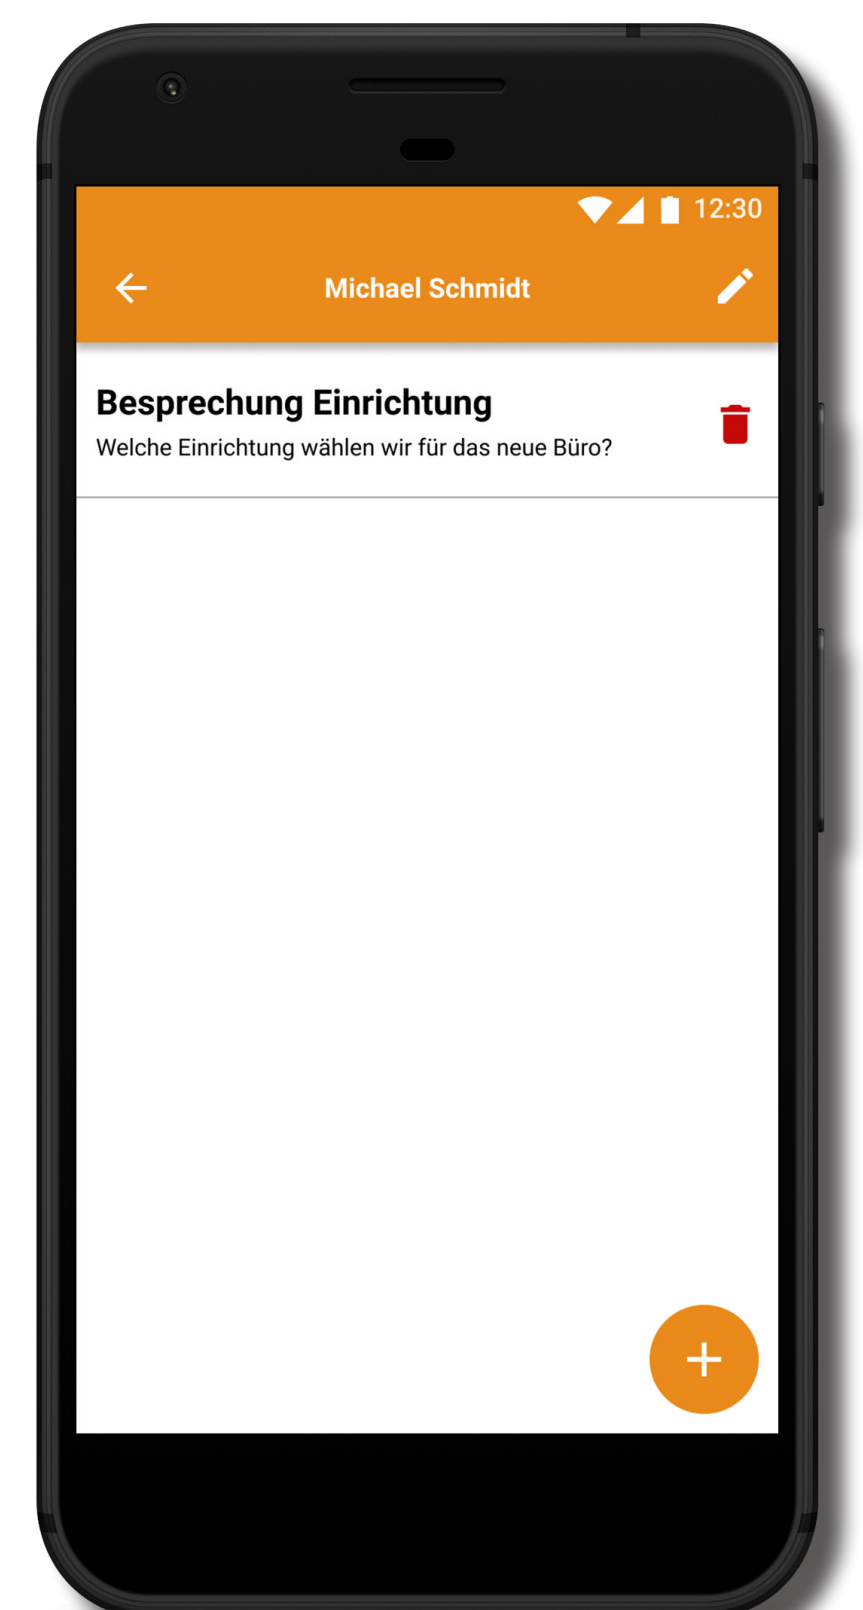 12:30
Michael Schmidt
Besprechung Einrichtung
Welche Einrichtung wählen wir für das neue Büro?